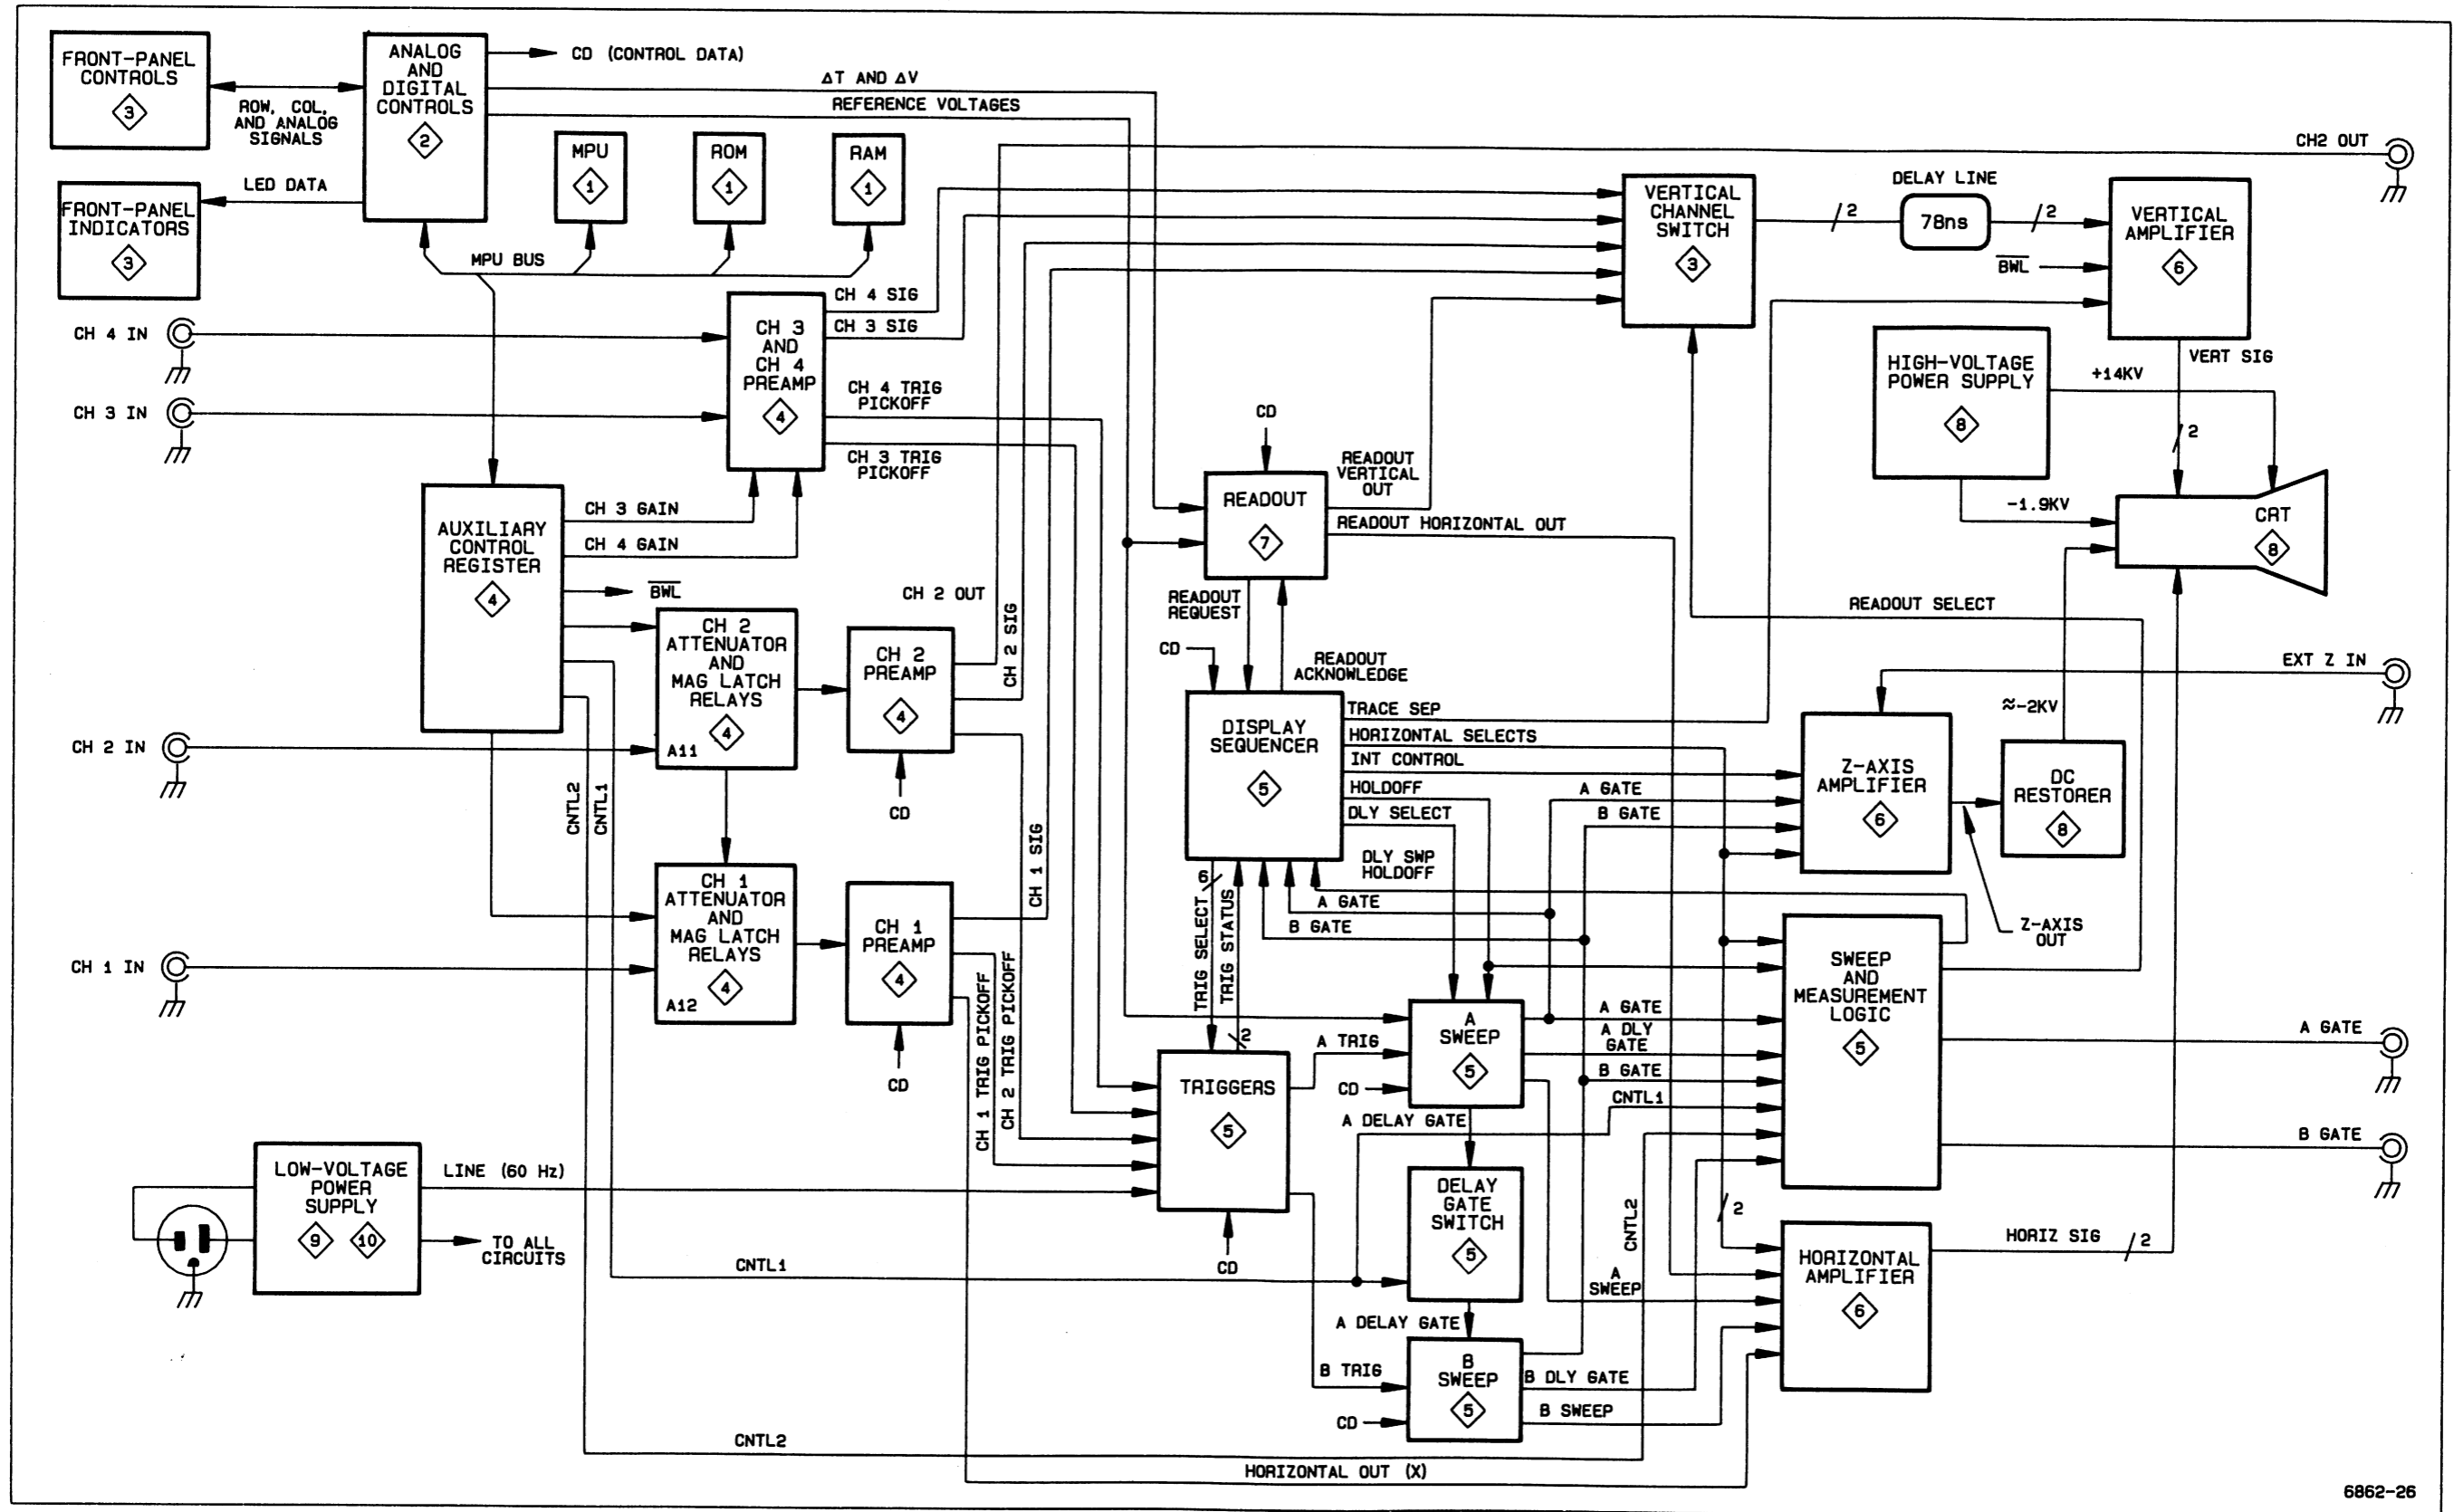 FRONT-PANEL
CONTROLS
3
ROW, COL,
AND ANALOG
SIGNALS
ANALOG
AND
DIGITAL
CONTROLS
2
CD (CONTROL DATA)
ΔT AND ΔV
REFERENCE VOLTAGES
FRONT-PANEL
INDICATORS
3
LED DATA
MPU
1
ROM
1
RAM
1
MPU BUS
CH2 OUT
VERTICAL
CHANNEL
SWITCH
3
2
DELAY LINE
78ns
2
VERTICAL
AMPLIFIER
6
BWL
VERT SIG
2
HIGH-VOLTAGE
POWER SUPPLY
8
+14KV
-1.9KV
CRT
8
CH 4 IN
CH 3 IN
CH 3
AND
CH 4
PREAMP
4
CH 4 SIG
CH 3 SIG
CH 4 TRIG
PICKOFF
CH 3 TRIG
PICKOFF
AUXILIARY
CONTROL
REGISTER
4
CH 3 GAIN
CH 4 GAIN
BWL
CD
READOUT
7
READOUT
VERTICAL
OUT
READOUT HORIZONTAL OUT
READOUT
REQUEST
READOUT
ACKNOWLEDGE
READOUT SELECT
CH 2 OUT
CH 2 SIG
CH 2
ATTENUATOR
AND
MAG LATCH
RELAYS
4
A11
CH 2
PREAMP
4
CD
CH 2 IN
CNTL2
CNTL1
CD
DISPLAY
SEQUENCER
5
TRACE SEP
HORIZONTAL SELECTS
INT CONTROL
HOLDOFF
DLY SELECT
DLY SWP
HOLDOFF
A GATE
B GATE
A GATE
B GATE
EXT Z IN
Z-AXIS
AMPLIFIER
6
≈-2KV
DC
RESTORER
8
Z-AXIS
OUT
CH 1 IN
CH 1
ATTENUATOR
AND
MAG LATCH
RELAYS
4
A12
CH 1
PREAMP
4
CD
CH 1 SIG
CH 1 TRIG PICKOFF
CH 2 TRIG PICKOFF
6
TRIG SELECT
TRIG STATUS
2
TRIGGERS
5
CD
A TRIG
CD
A
SWEEP
5
A GATE
A DLY
GATE
B GATE
CNTL1
SWEEP
AND
MEASUREMENT
LOGIC
5
A GATE
B GATE
A DELAY GATE
DELAY
GATE
SWITCH
5
A DELAY GATE
LOW-VOLTAGE
POWER
SUPPLY
9
10
LINE (60 Hz)
TO ALL
CIRCUITS
CNTL1
CNTL2
2
A
SWEEP
HORIZONTAL
AMPLIFIER
6
HORIZ SIG
2
B TRIG
CD
B
SWEEP
5
B DLY GATE
B SWEEP
CNTL2
HORIZONTAL OUT (X)
6862-26